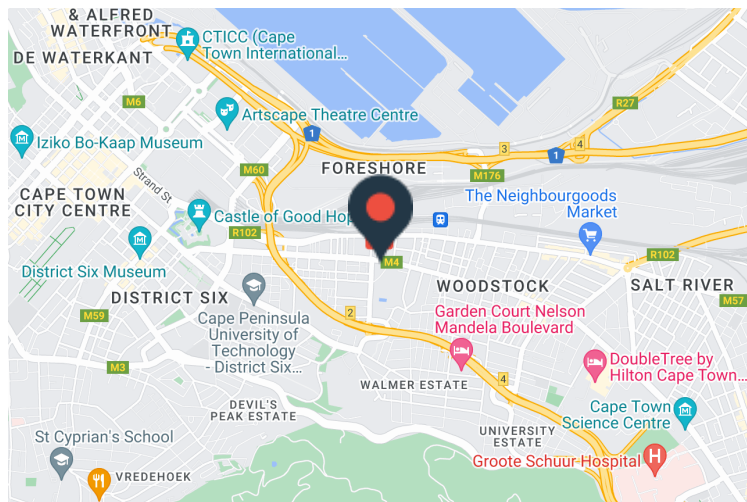 & ALFRED
WATERFRONT
DE WATERKANT
CTICC (Cape
Town International...
M6
R27
Artscape Theatre Centre
1
Iziko Bo-Kaap Museum
3
4
1
M60
FORESHORE
M176
Strand St
CAPE TOWN
CITY CENTRE
The Neighbourgoods
Market
Castle of Good Hop
R102
R102
M4
District Six Museum
DISTRICT SIX
WOODSTOCK
SALT RIVER
M57
M59
2
Cape Peninsula
University of
Technology
- District Six...
Garden Court Nelson
Mandela Boulevard
M3
DoubleTree by
Hilton Cape Town...
4
WALMER ESTATE
DEVIL'S
PEAK ESTATE
Cape Town
Science Centre
UNIVERSITY
ESTATE
St Cyprian's School
Groote Schuur Hospital
H
VREDEHOEK